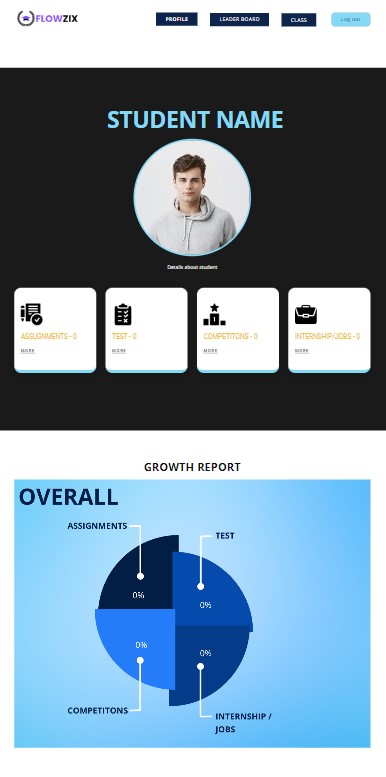 FLOWZIX
PROFILE
LEADER BOARD
CLASS
Log out
STUDENT NAME
Details about student
ASSUGNMENTS - 0
MORE
TEST - 0
MORE
COMPETITONS - 0
MORE
INTERNSHIP/JOBS - 0
MORE
GROWTH REPORT
OVERALL
ASSIGNMENTS
TEST
0%
0%
0%
0%
COMPETITONS
INTERNSHIP /
JOBS